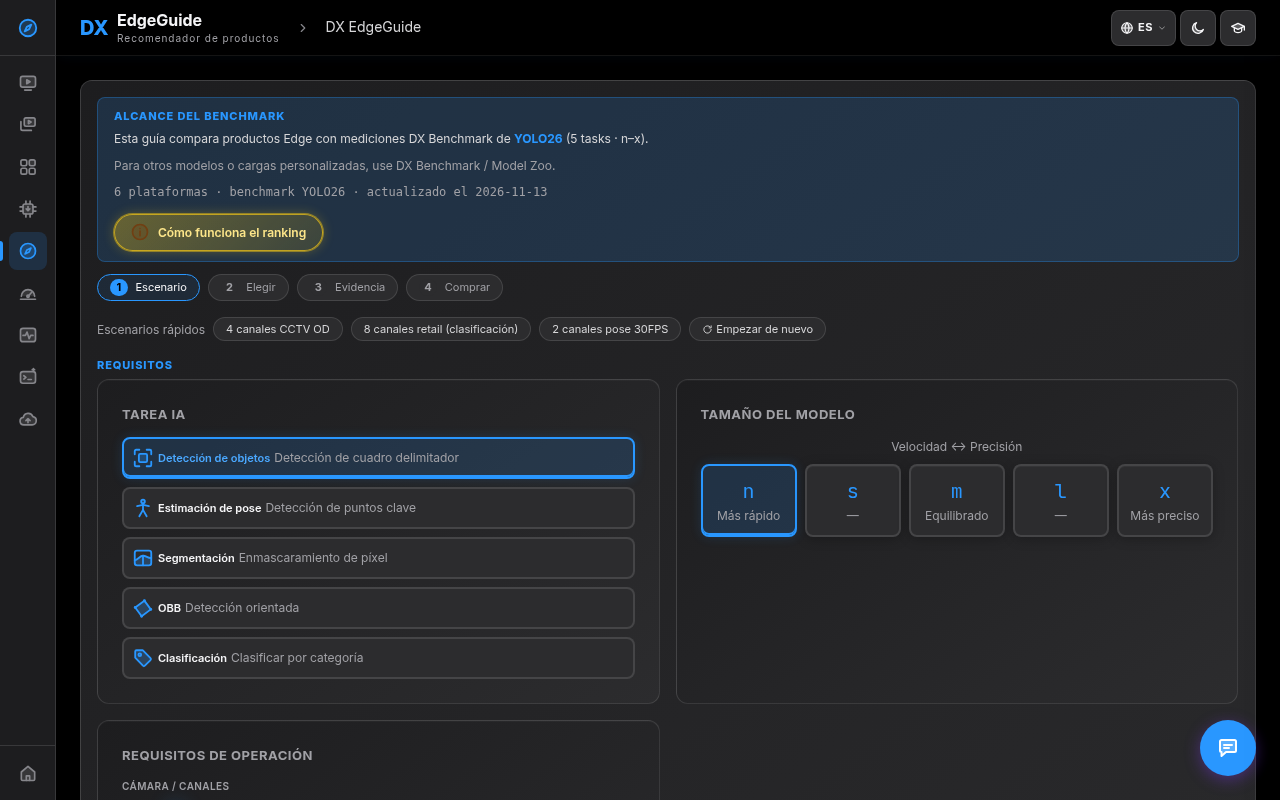 DX EdgeGuide
Recomendador de productos
DX EdgeGuide
ES
ALCANCE DEL BENCHMARK
Esta guía compara productos Edge con mediciones DX Benchmark de YOLO26 (5 tasks · n–x).
Para otros modelos o cargas personalizadas, use DX Benchmark / Model Zoo.
6 plataformas · benchmark YOLO26 · actualizado el 2026-11-13
Cómo funciona el ranking
1 Escenario
2 Elegir
3 Evidencia
4 Comprar
Escenarios rápidos
4 canales CCTV OD
8 canales retail (clasificación)
2 canales pose 30FPS
Empezar de nuevo
REQUISITOS
TAREA IA
Detección de objetos Detección de cuadro delimitador
Estimación de pose Detección de puntos clave
Segmentación Enmascaramiento de píxel
OBB Detección orientada
Clasificación Clasificar por categoría
TAMAÑO DEL MODELO
Velocidad ↔ Precisión
n
Más rápido
s
—
m
Equilibrado
l
—
x
Más preciso
REQUISITOS DE OPERACIÓN
CÁMARA / CANALES